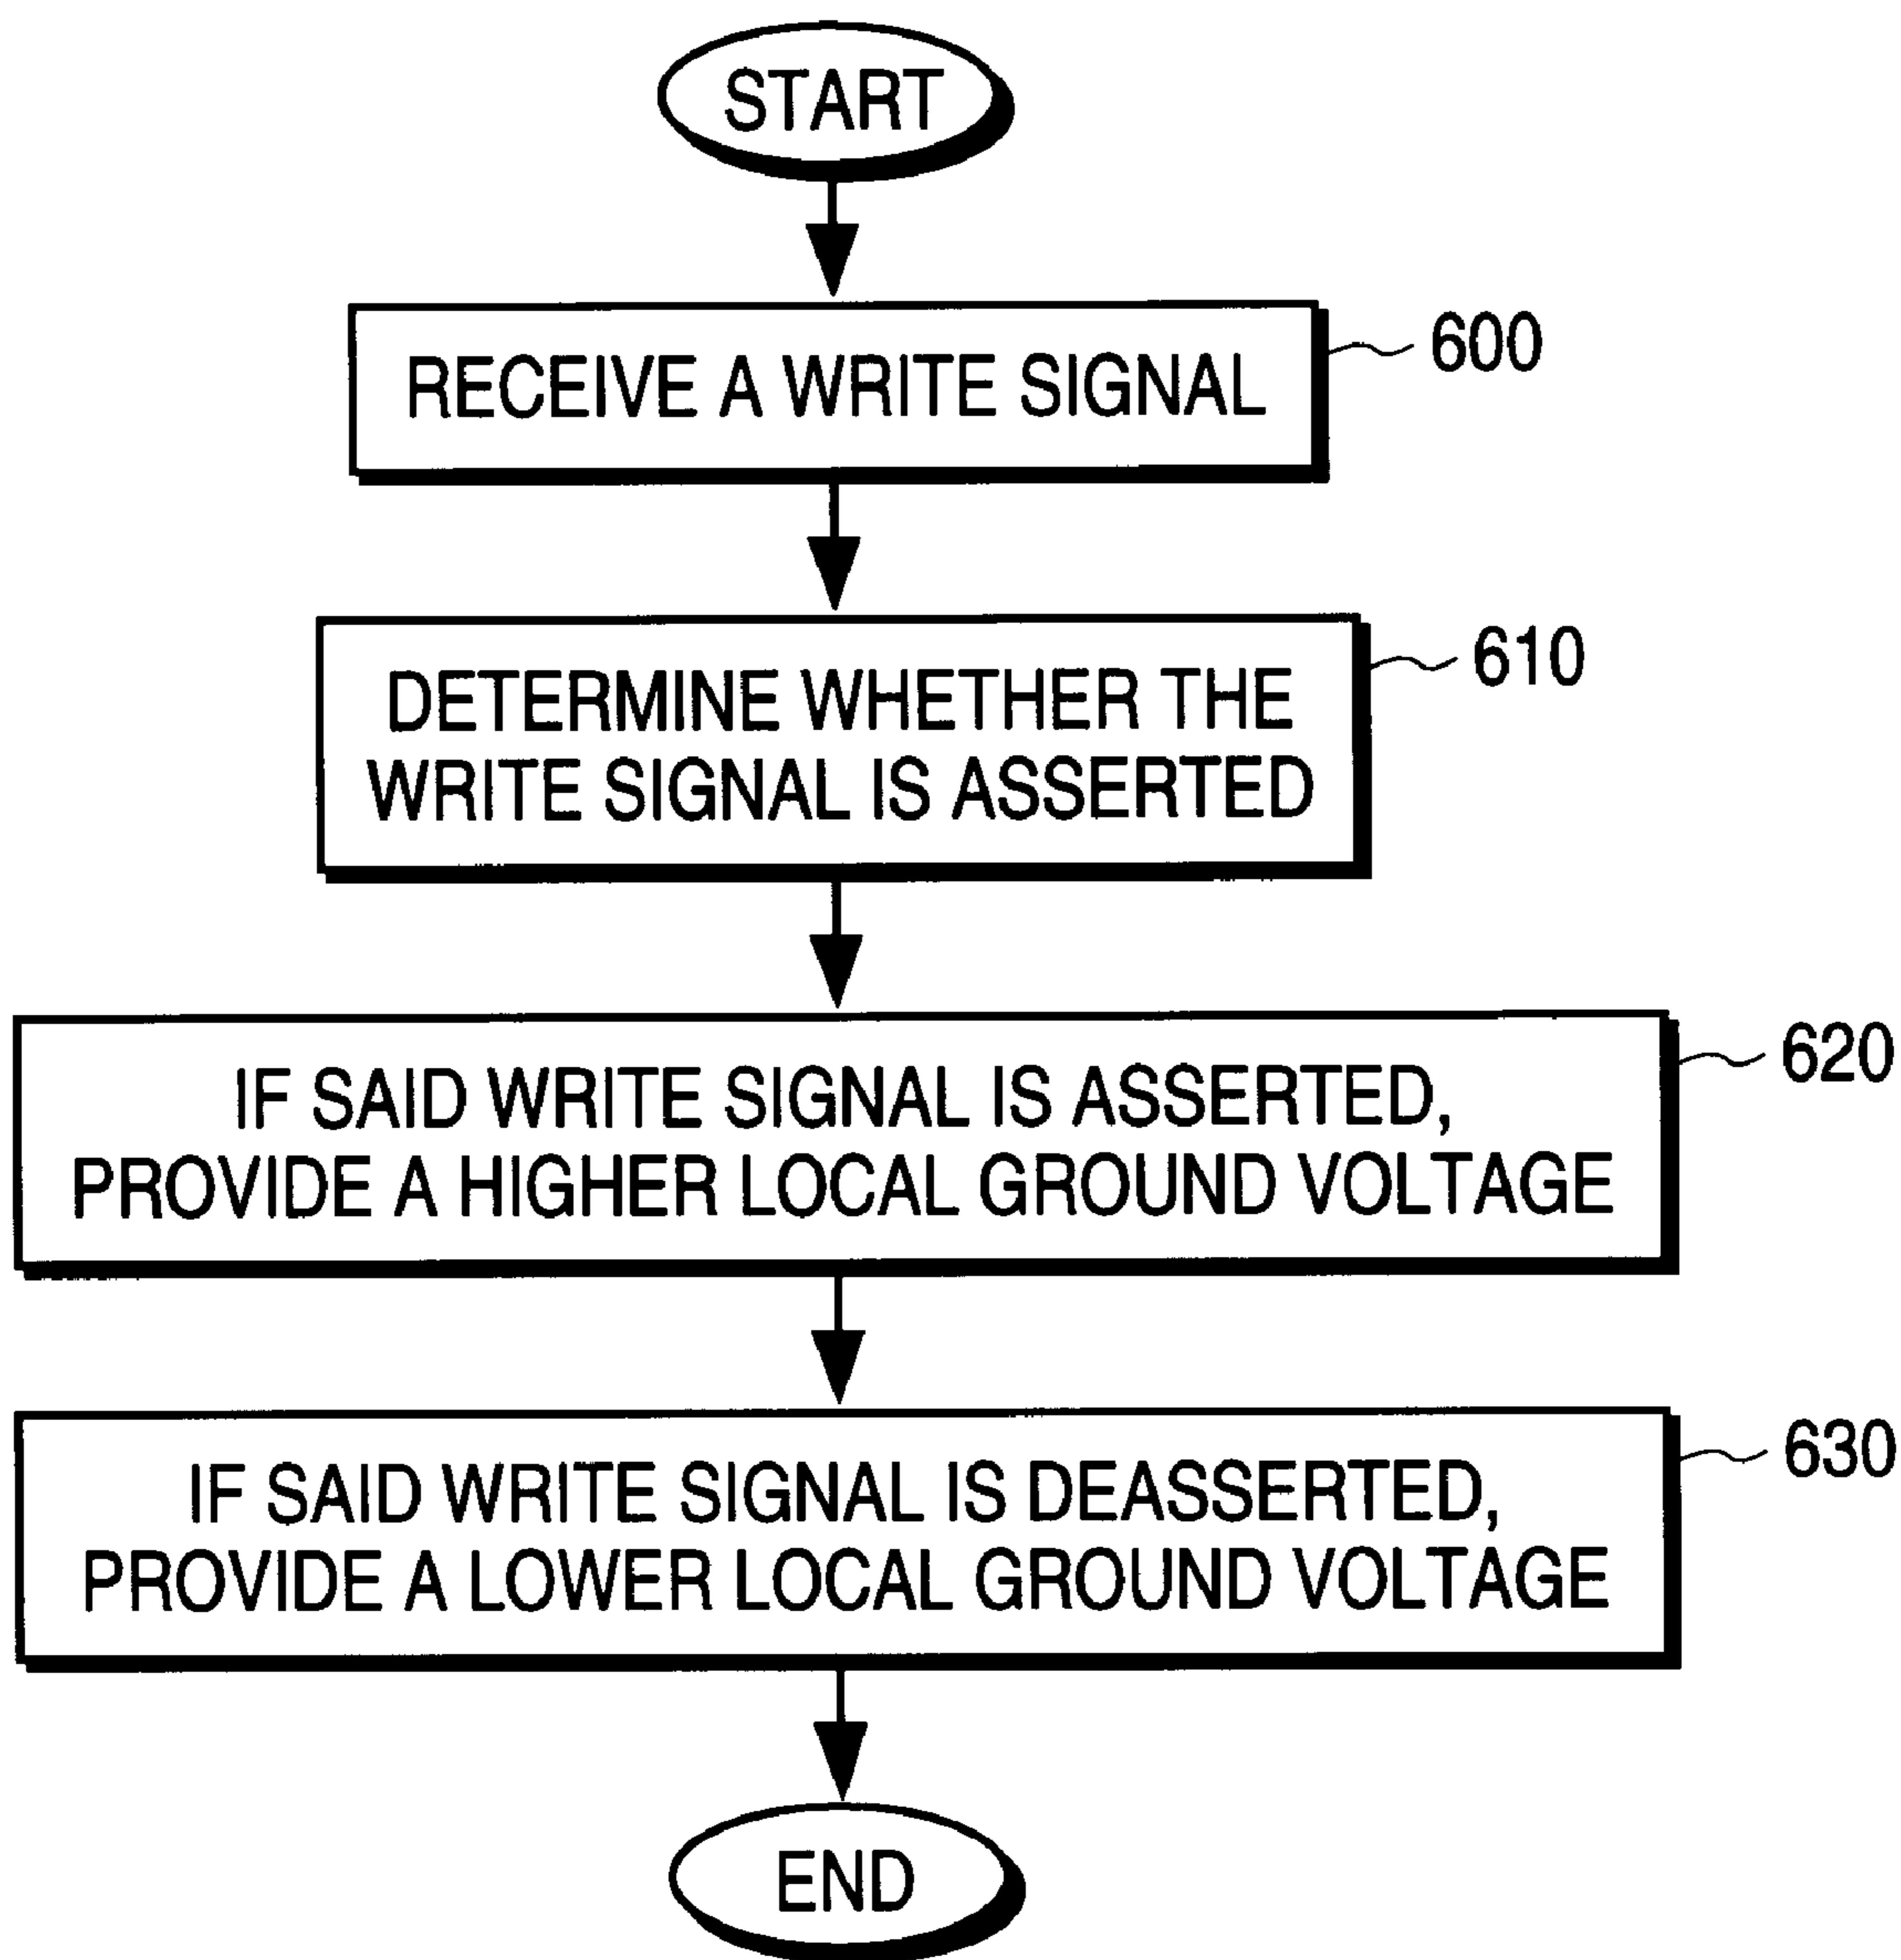 START
RECEIVE A WRITE SIGNAL
600
DETERMINE WHETHER THE
WRITE SIGNAL IS ASSERTED
610
IF SAID WRITE SIGNAL IS ASSERTED,
PROVIDE A HIGHER LOCAL GROUND VOLTAGE
620
IF SAID WRITE SIGNAL IS DEASSERTED,
PROVIDE A LOWER LOCAL GROUND VOLTAGE
630
END